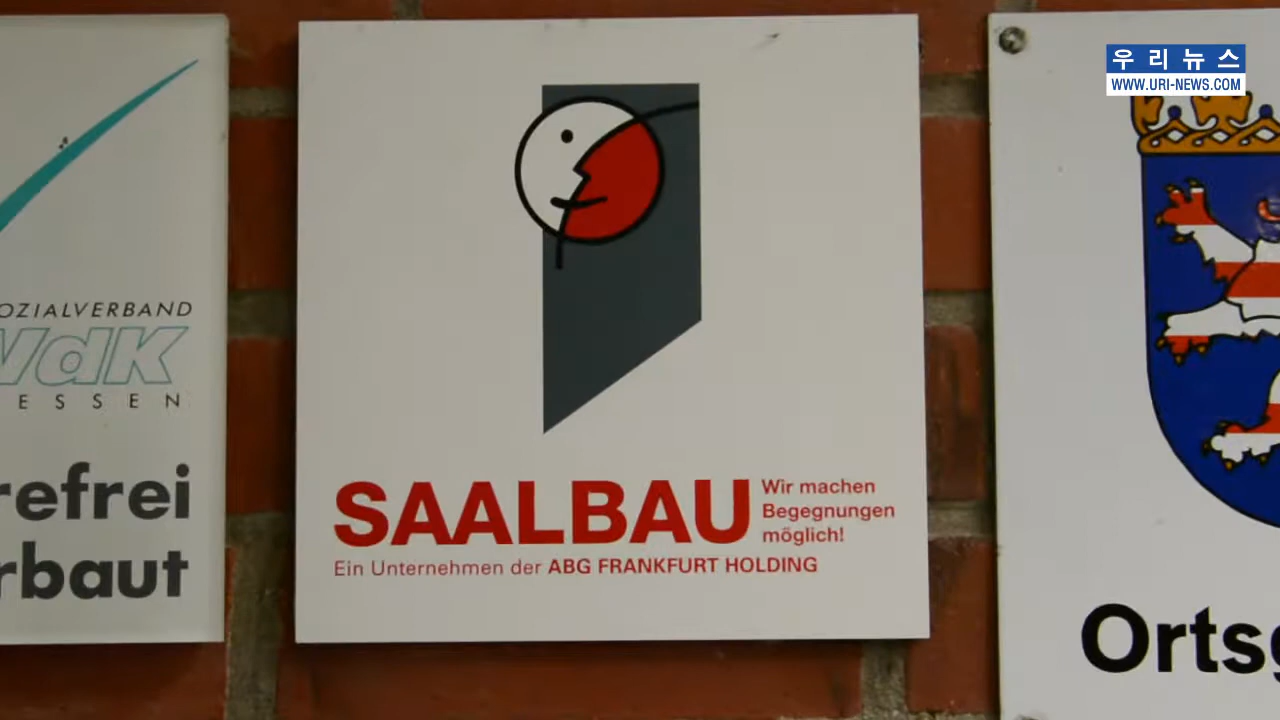 우리뉴스
WWW.URI-NEWS.COM
OZIALVERBAND
VdK
ESSEN
refrei
rbaut
SAALBAU
Wir machen
Begegnungen
möglich!
Ein Unternehmen der ABG FRANKFURT HOLDING
Ortsg